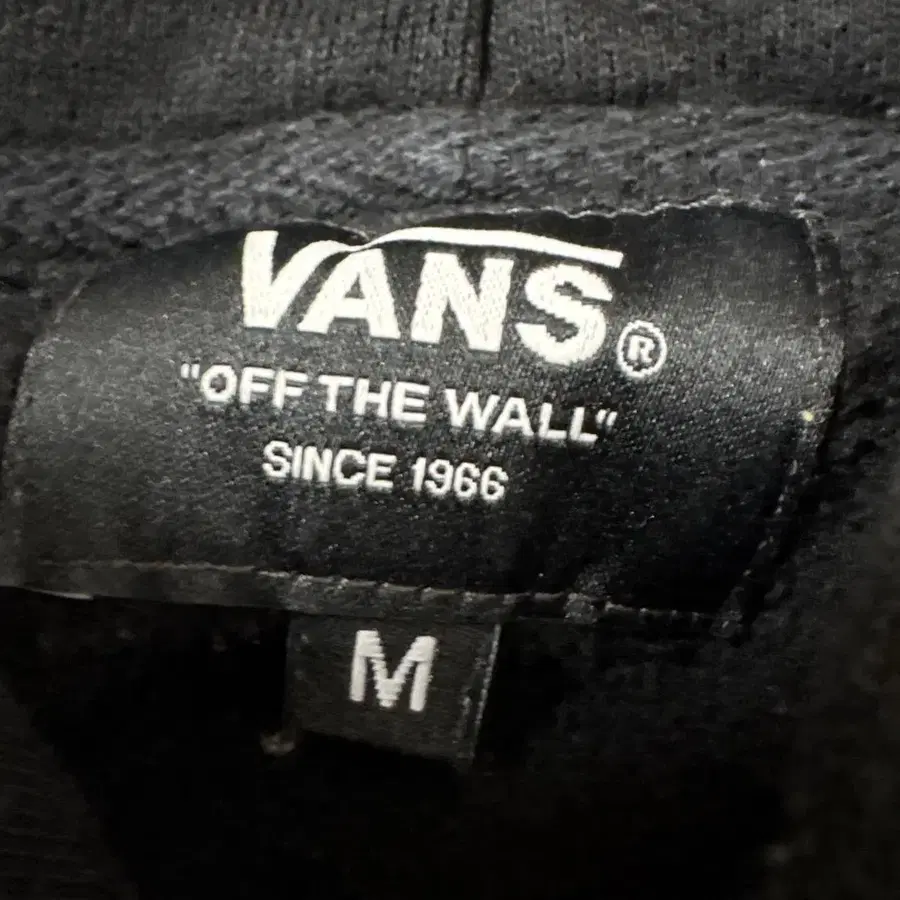 VANS®
"OFF THE WALL"
SINCE 1966
M